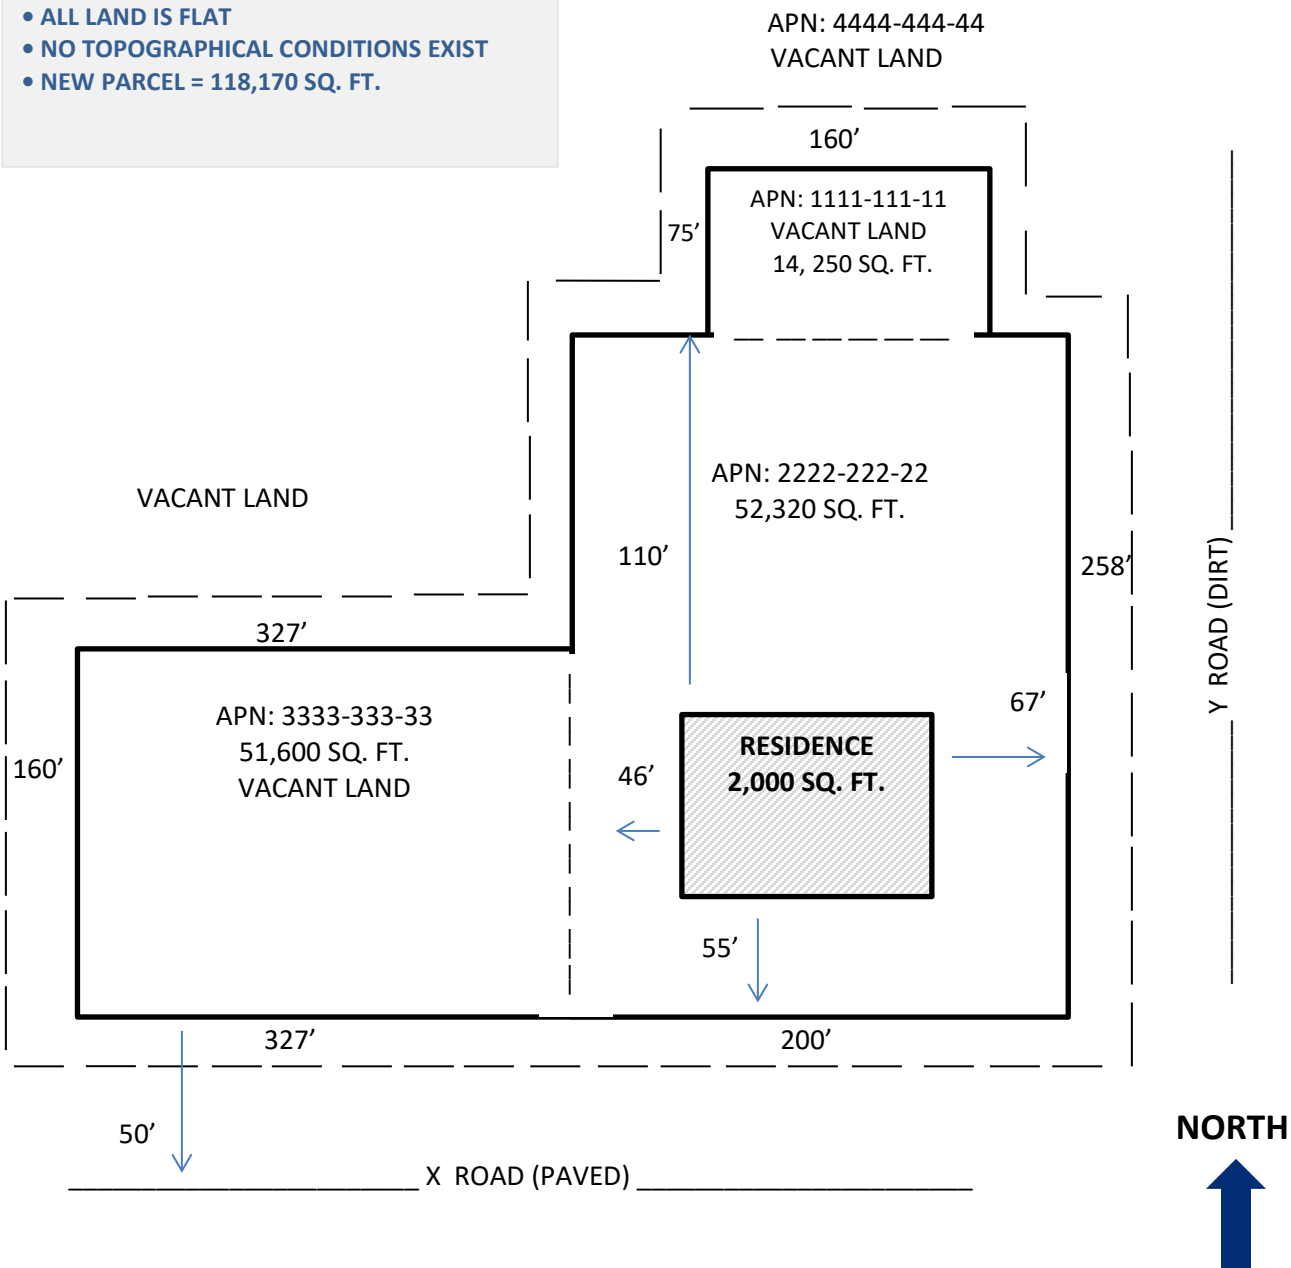 • ALL LAND IS FLAT
• NO TOPOGRAPHICAL CONDITIONS EXIST
• NEW PARCEL = 118,170 SQ. FT.
APN: 4444-444-44
VACANT LAND
160’
APN: 1111-111-11
VACANT LAND
14, 250 SQ. FT.
75’
VACANT LAND
APN: 2222-222-22
52,320 SQ. FT.
110’
258’
Y ROAD (DIRT)
327’
APN: 3333-333-33
51,600 SQ. FT.
VACANT LAND
160’
67’
RESIDENCE
2,000 SQ. FT.
46’
55’
327’
200’
50’
X ROAD (PAVED)
NORTH